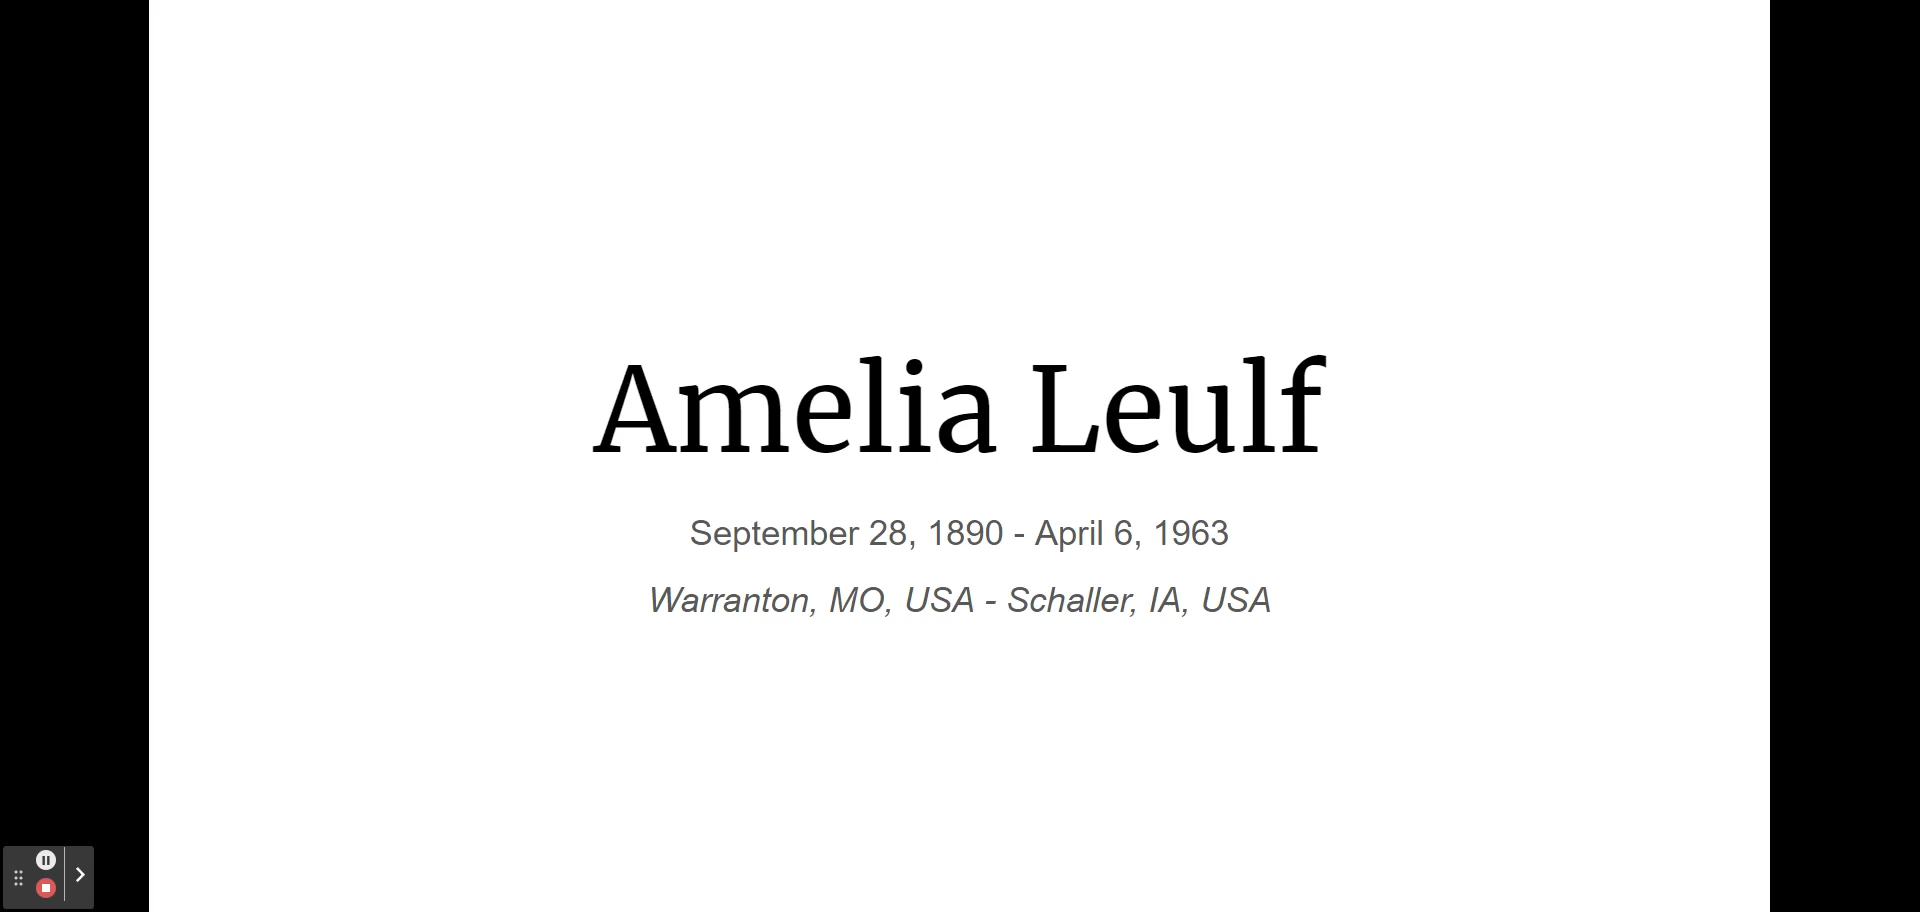 Amelia Leulf
September 28, 1890 - April 6, 1963
Warranton, MO, USA - Schaller, IA, USA